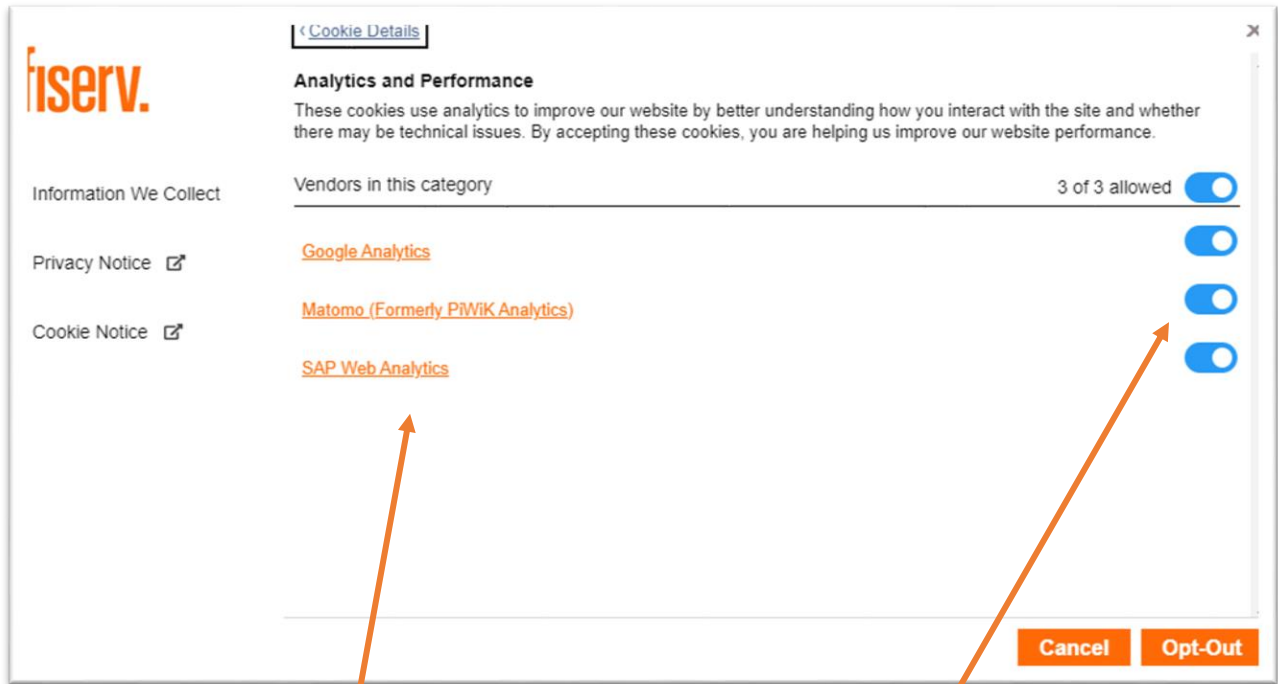 fiserv.
Information We Collect
Privacy Notice
Cookie Notice
‹ Cookie Details
×
Analytics and Performance
These cookies use analytics to improve our website by better understanding how you interact with the site and whether
there may be technical issues. By accepting these cookies, you are helping us improve our website performance.
Vendors in this category 3 of 3 allowed
Google Analytics
Matomo (Formerly PiWiK Analytics)
SAP Web Analytics
Cancel Opt-Out